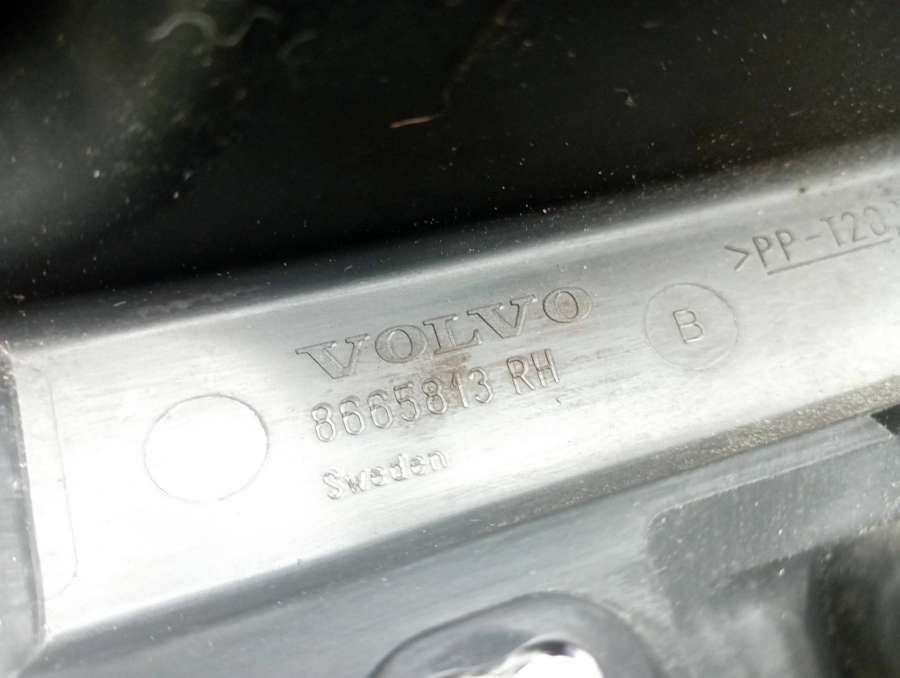 >PP-T20
VOLVO
B
8665813 RH
Sweden